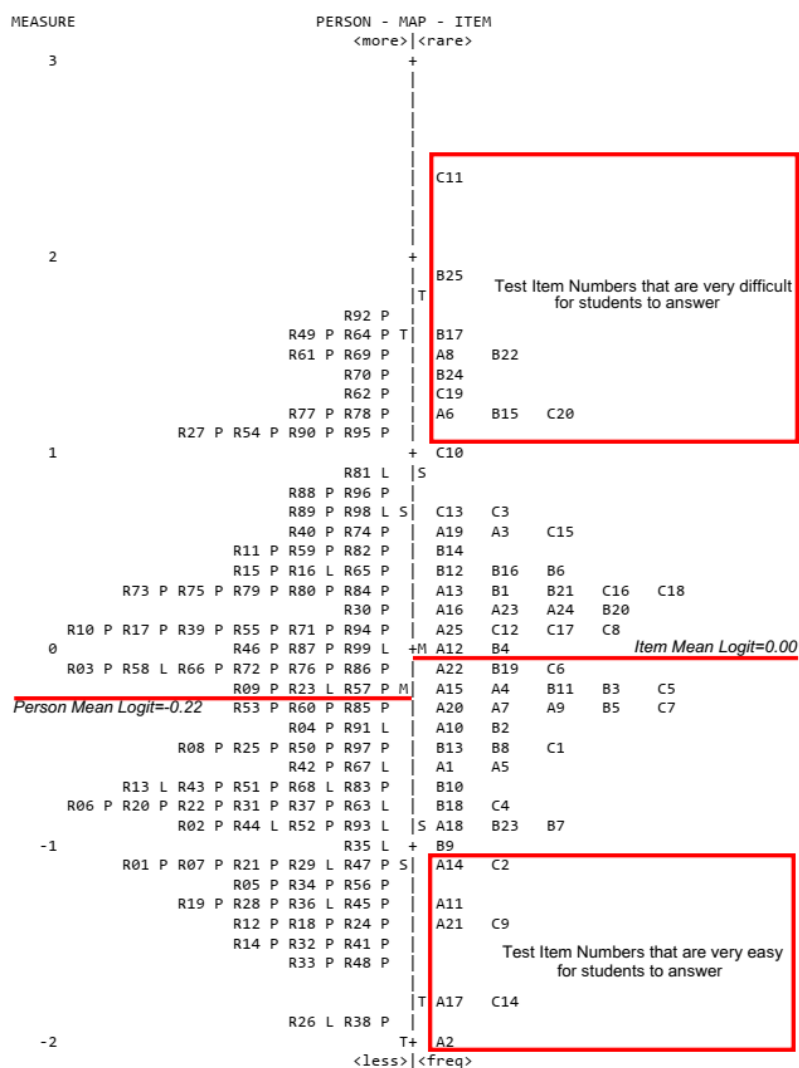 MEASURE PERSON - MAP - ITEM
<more>|<rare>
3 +
|
|
|
|
|
| C11
|
|
|
2 +
| B25
|T
R92 P |
R49 P R64 P T| B17
R61 P R69 P | A8 B22
R70 P | B24
R62 P | C19
R77 P R78 P | A6 B15 C20
R27 P R54 P R90 P R95 P |
Test Item Numbers that are very difficult
for students to answer
1 + C10
R81 L |S
R88 P R96 P |
R89 P R98 L S| C13 C3
R40 P R74 P | A19 A3 C15
R11 P R59 P R82 P | B14
R15 P R16 L R65 P | B12 B16 B6
R73 P R75 P R79 P R80 P R84 P | A13 B1 B21 C16 C18
R30 P | A16 A23 A24 B20
R10 P R17 P R39 P R55 P R71 P R94 P | A25 C12 C17 C8
0 R46 P R87 P R99 L +M A12 B4 Item Mean Logit=0.00
R03 P R58 L R66 P R72 P R76 P R86 P | A22 B19 C6
R09 P R23 L R57 P M| A15 A4 B11 B3 C5
Person Mean Logit=-0.22 R53 P R60 P R85 P | A20 A7 A9 B5 C7
R04 P R91 L | A10 B2
R08 P R25 P R50 P R97 P | B13 B8 C1
R42 P R67 L | A1 A5
R13 L R43 P R51 P R68 L R83 P | B10
R06 P R20 P R22 P R31 P R37 P R63 L | B18 C4
R02 P R44 L R52 P R93 L |S A18 B23 B7
-1 R35 L + B9
R01 P R07 P R21 P R29 L R47 P S| A14 C2
R05 P R34 P R56 P |
R19 P R28 P R36 L R45 P | A11
R12 P R18 P R24 P | A21 C9
R14 P R32 P R41 P |
R33 P R48 P |
Test Item Numbers that are very easy
for students to answer
|
|T A17 C14
R26 L R38 P |
-2 T+ A2
<less>|<freq>